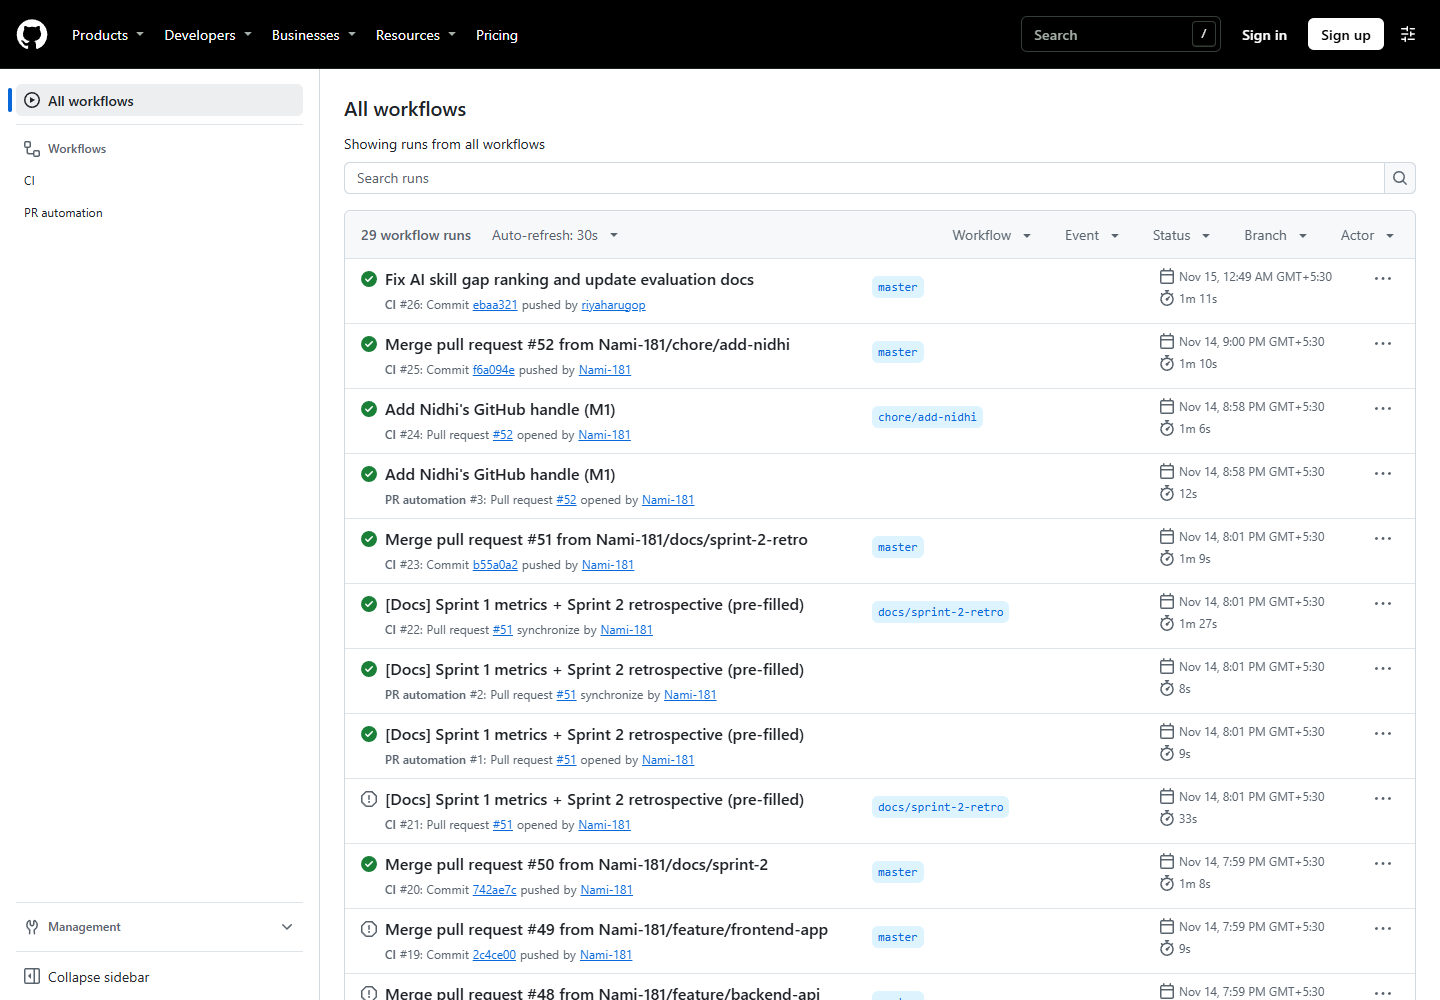 Products
Developers
Businesses
Resources
Pricing
Search
/
Sign in
Sign up
All workflows
Workflows
CI
PR automation
Management
Collapse sidebar
All workflows
Showing runs from all workflows
Search runs
29 workflow runs
Auto-refresh: 30s
Workflow
Event
Status
Branch
Actor
Fix AI skill gap ranking and update evaluation docs
CI #26: Commit ebaa321 pushed by riyaharugop
master
Nov 15, 12:49 AM GMT+5:30
1m 11s
Merge pull request #52 from Nami-181/chore/add-nidhi
CI #25: Commit f6a094e pushed by Nami-181
master
Nov 14, 9:00 PM GMT+5:30
1m 10s
Add Nidhi's GitHub handle (M1)
CI #24: Pull request #52 opened by Nami-181
chore/add-nidhi
Nov 14, 8:58 PM GMT+5:30
1m 6s
Add Nidhi's GitHub handle (M1)
PR automation #3: Pull request #52 opened by Nami-181
Nov 14, 8:58 PM GMT+5:30
12s
Merge pull request #51 from Nami-181/docs/sprint-2-retro
CI #23: Commit b55a0a2 pushed by Nami-181
master
Nov 14, 8:01 PM GMT+5:30
1m 9s
[Docs] Sprint 1 metrics + Sprint 2 retrospective (pre-filled)
CI #22: Pull request #51 synchronize by Nami-181
docs/sprint-2-retro
Nov 14, 8:01 PM GMT+5:30
1m 27s
[Docs] Sprint 1 metrics + Sprint 2 retrospective (pre-filled)
PR automation #2: Pull request #51 synchronize by Nami-181
Nov 14, 8:01 PM GMT+5:30
8s
[Docs] Sprint 1 metrics + Sprint 2 retrospective (pre-filled)
PR automation #1: Pull request #51 opened by Nami-181
Nov 14, 8:01 PM GMT+5:30
9s
[Docs] Sprint 1 metrics + Sprint 2 retrospective (pre-filled)
CI #21: Pull request #51 opened by Nami-181
docs/sprint-2-retro
Nov 14, 8:01 PM GMT+5:30
33s
Merge pull request #50 from Nami-181/docs/sprint-2
CI #20: Commit 742ae7c pushed by Nami-181
master
Nov 14, 7:59 PM GMT+5:30
1m 8s
Merge pull request #49 from Nami-181/feature/frontend-app
CI #19: Commit 2c4ce00 pushed by Nami-181
master
Nov 14, 7:59 PM GMT+5:30
9s
Merge pull request #48 from Nami-181/feature/backend-api
Nov 14, 7:59 PM GMT+5:30